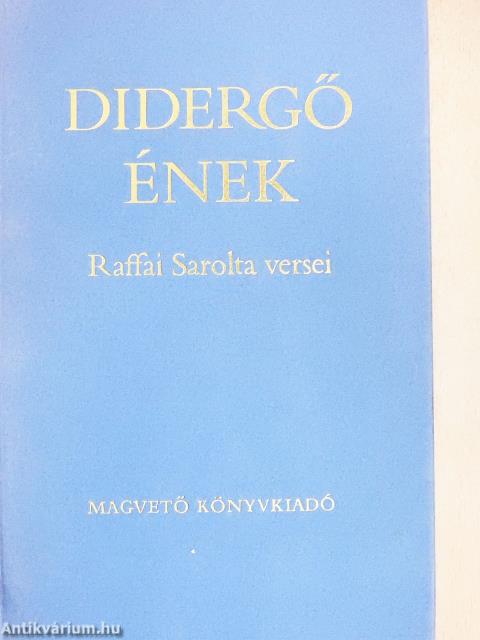 DIDERGŐ
ÉNEK
Raffai Sarolta versei
MAGVETŐ KÖNYVKIADÓ
Antikvárium.hu